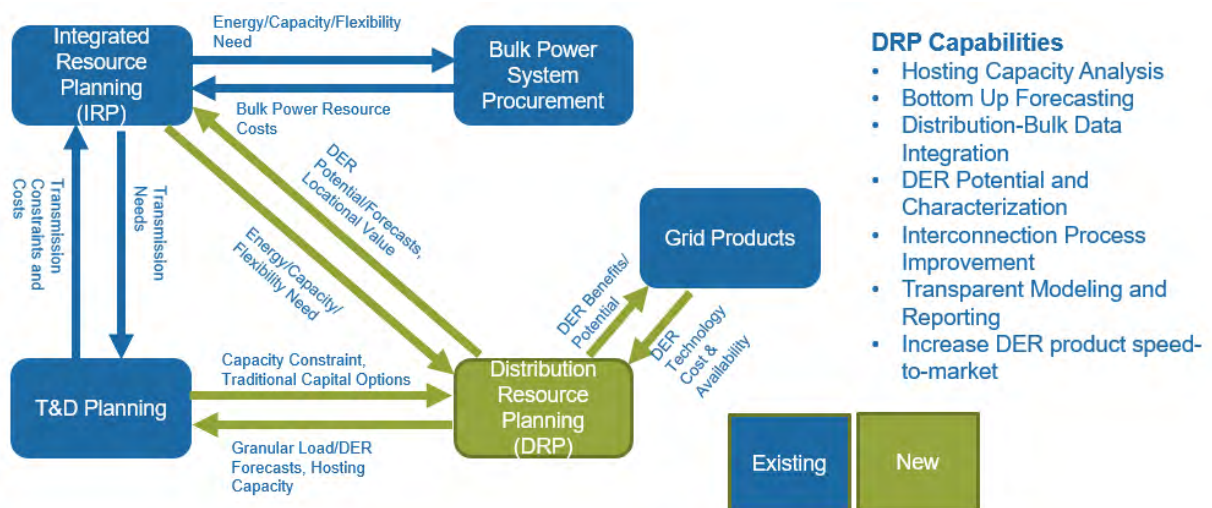 Integrated
Resource
Planning
(IRP)
Energy/Capacity/Flexibility
Need
Bulk Power Resource
Costs
Bulk Power
System
Procurement
DRP Capabilities
• Hosting Capacity Analysis
• Bottom Up Forecasting
• Distribution-Bulk Data
Integration
• DER Potential and
Characterization
• Interconnection Process
Improvement
• Transparent Modeling and
Reporting
• Increase DER product speed-
to-market
Transmission
Constraints and
Costs
Transmission
Needs
DER
Potential/Forecasts,
Locational Value
Energy/Capacity/
Flexibility Need
Grid Products
DER Benefits/
Potential
DER
Technology
Cost &
Availability
T&D Planning
Capacity Constraint,
Traditional Capital Options
Granular Load/DER
Forecasts, Hosting
Capacity
Distribution
Resource
Planning
(DRP)
Existing
New